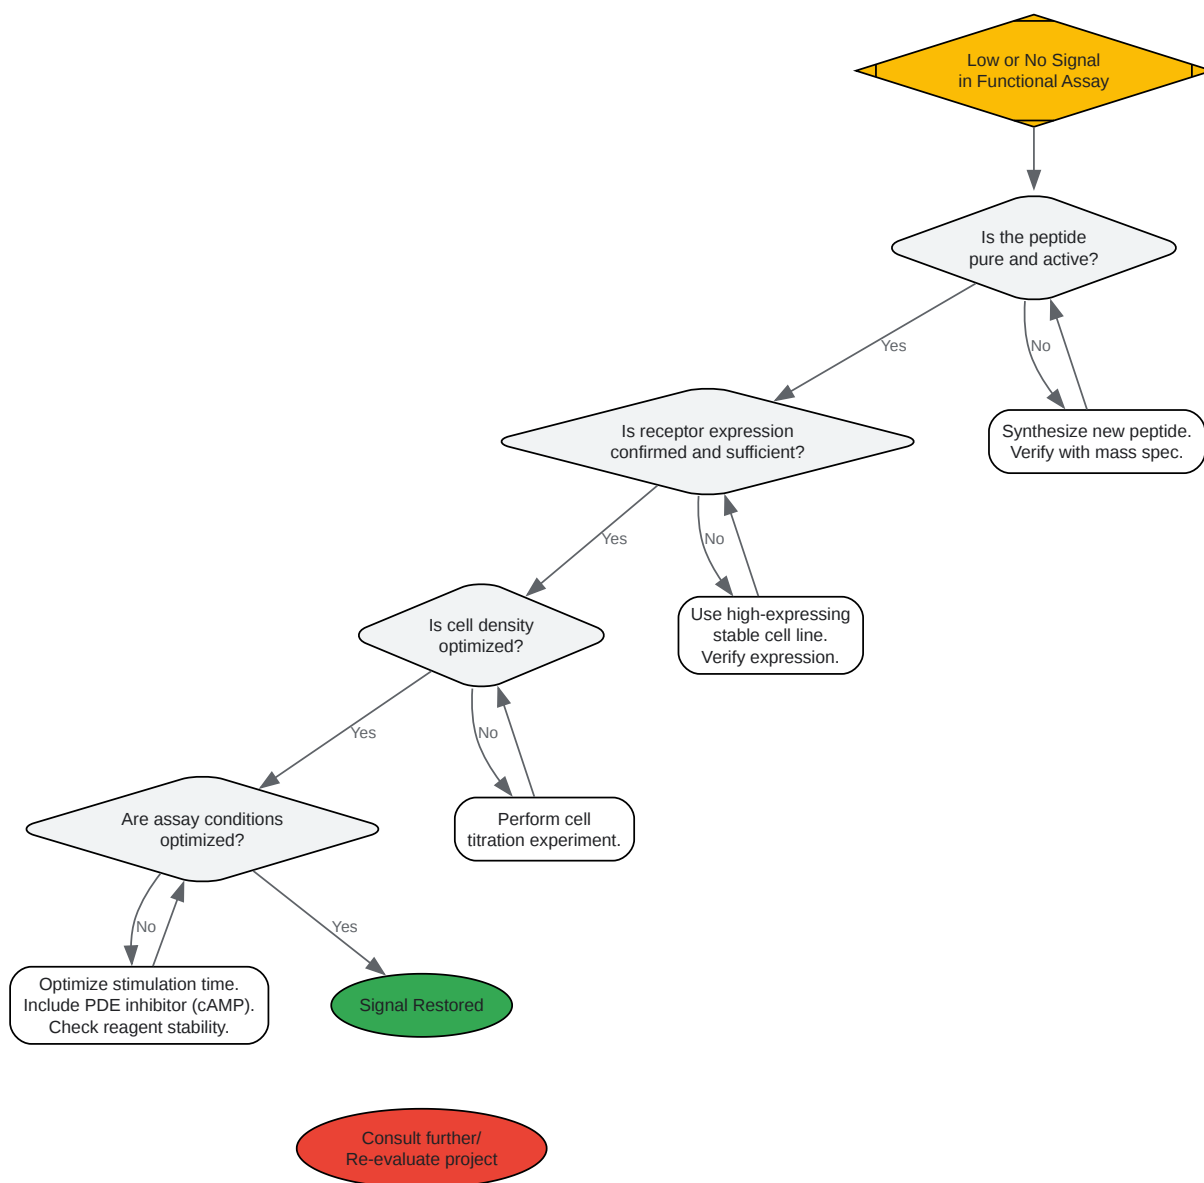 Low or No Signal
in Functional Assay
Is the peptide
pure and active?
Yes
No
Synthesize new peptide.
Verify with mass spec.
Is receptor expression
confirmed and sufficient?
Yes
No
Use high-expressing
stable cell line.
Verify expression.
Is cell density
optimized?
Yes
No
Perform cell
titration experiment.
Are assay conditions
optimized?
No
Yes
Optimize stimulation time.
Include PDE inhibitor (cAMP).
Check reagent stability.
Signal Restored
Consult further/
Re-evaluate project